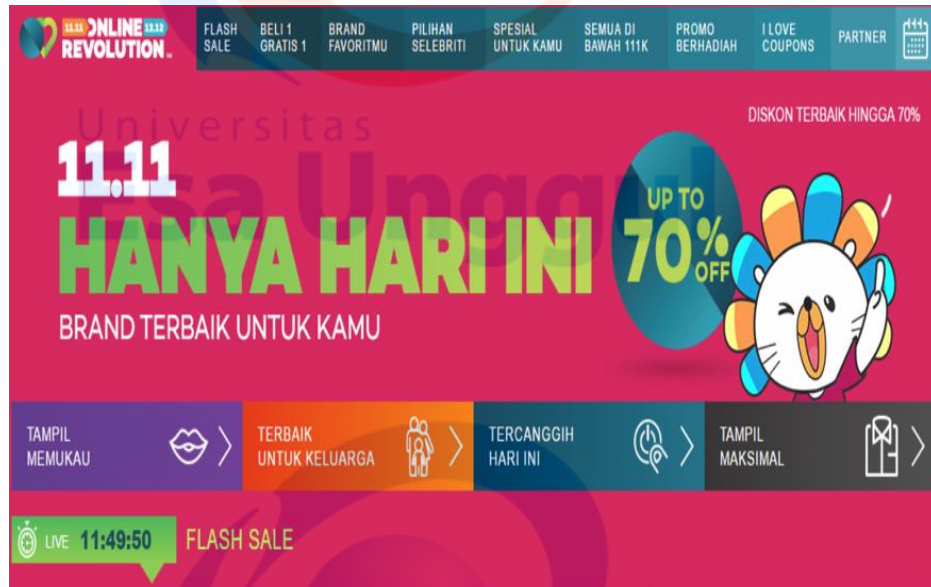 11.11 ONLINE 12.12
REVOLUTION
FLASH
SALE
BELI 1
GRATIS 1
BRAND
FAVORITMU
PILIHAN
SELEBRITI
SPESIAL
UNTUK KAMU
SEMUA DI
BAWAH 111K
PROMO
BERHADIAH
I LOVE
COUPONS
PARTNER
DISKON TERBAIK HINGGA 70%
Universitas
Esa Unggul
11.11
HANYA HARI INI
BRAND TERBAIK UNTUK KAMU
UP TO
70%
OFF
TAMPIL
MEMUKAU
TERBAIK
UNTUK KELUARGA
TERCANGGIH
HARI INI
TAMPIL
MAKSIMAL
LIVE 11:49:50
FLASH SALE